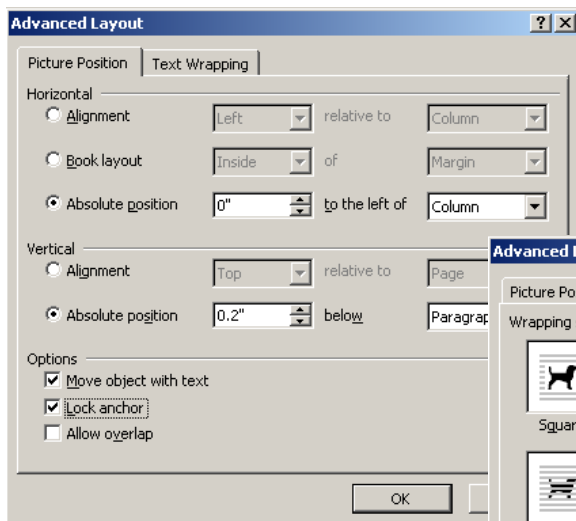 Advanced Layout
Picture Position Text Wrapping
Horizontal
Alignment Left relative to Column
Book layout Inside of Margin
Absolute position 0" to the left of Column
Vertical
Alignment Top relative to Page
Absolute position 0.2" below Paragrap
Options
Move object with text
Lock anchor
Allow overlap
OK
Advanced L
Picture Po
Wrapping
Squar